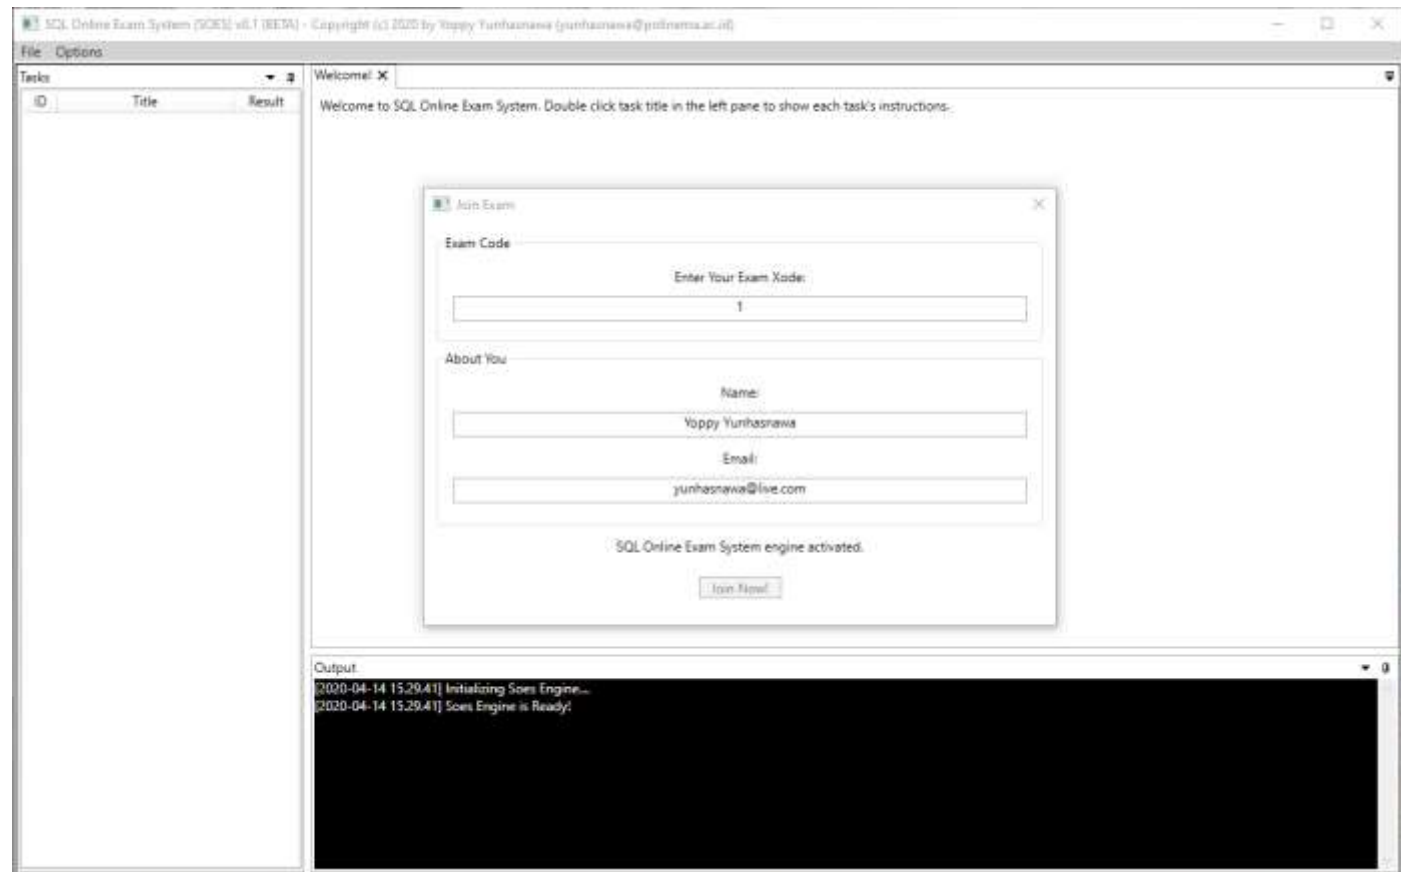 SQL Online Exam System (SOES) v0.1 (BETA) - Copyright (c) 2020 by Yoppy Yunhasnawa (yunhasnawa@polinema.ac.id)
File Options
Tasks
Welcome!
ID Title Result
Welcome to SQL Online Exam System. Double click task title in the left pane to show each task's instructions.
Join Exam
Exam Code
Enter Your Exam Xode:
1
About You
Name:
Yoppy Yunhasnawa
Email:
yunhasnawa@live.com
SQL Online Exam System engine activated.
Join Now!
Output
[2020-04-14 15.29.41] Initializing Soes Engine...
[2020-04-14 15.29.41] Soes Engine is Ready!